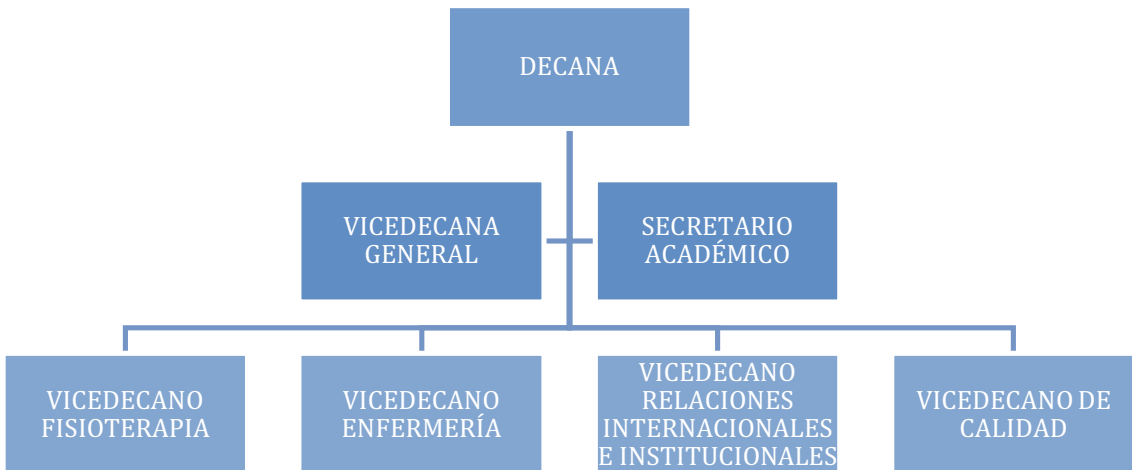 DECANA
VICEDECANA
GENERAL
SECRETARIO
ACADÉMICO
VICEDECANO
FISIOTERAPIA
VICEDECANO
ENFERMERÍA
VICEDECANO
RELACIONES
INTERNACIONALES
E INSTITUCIONALES
VICEDECANO DE
CALIDAD